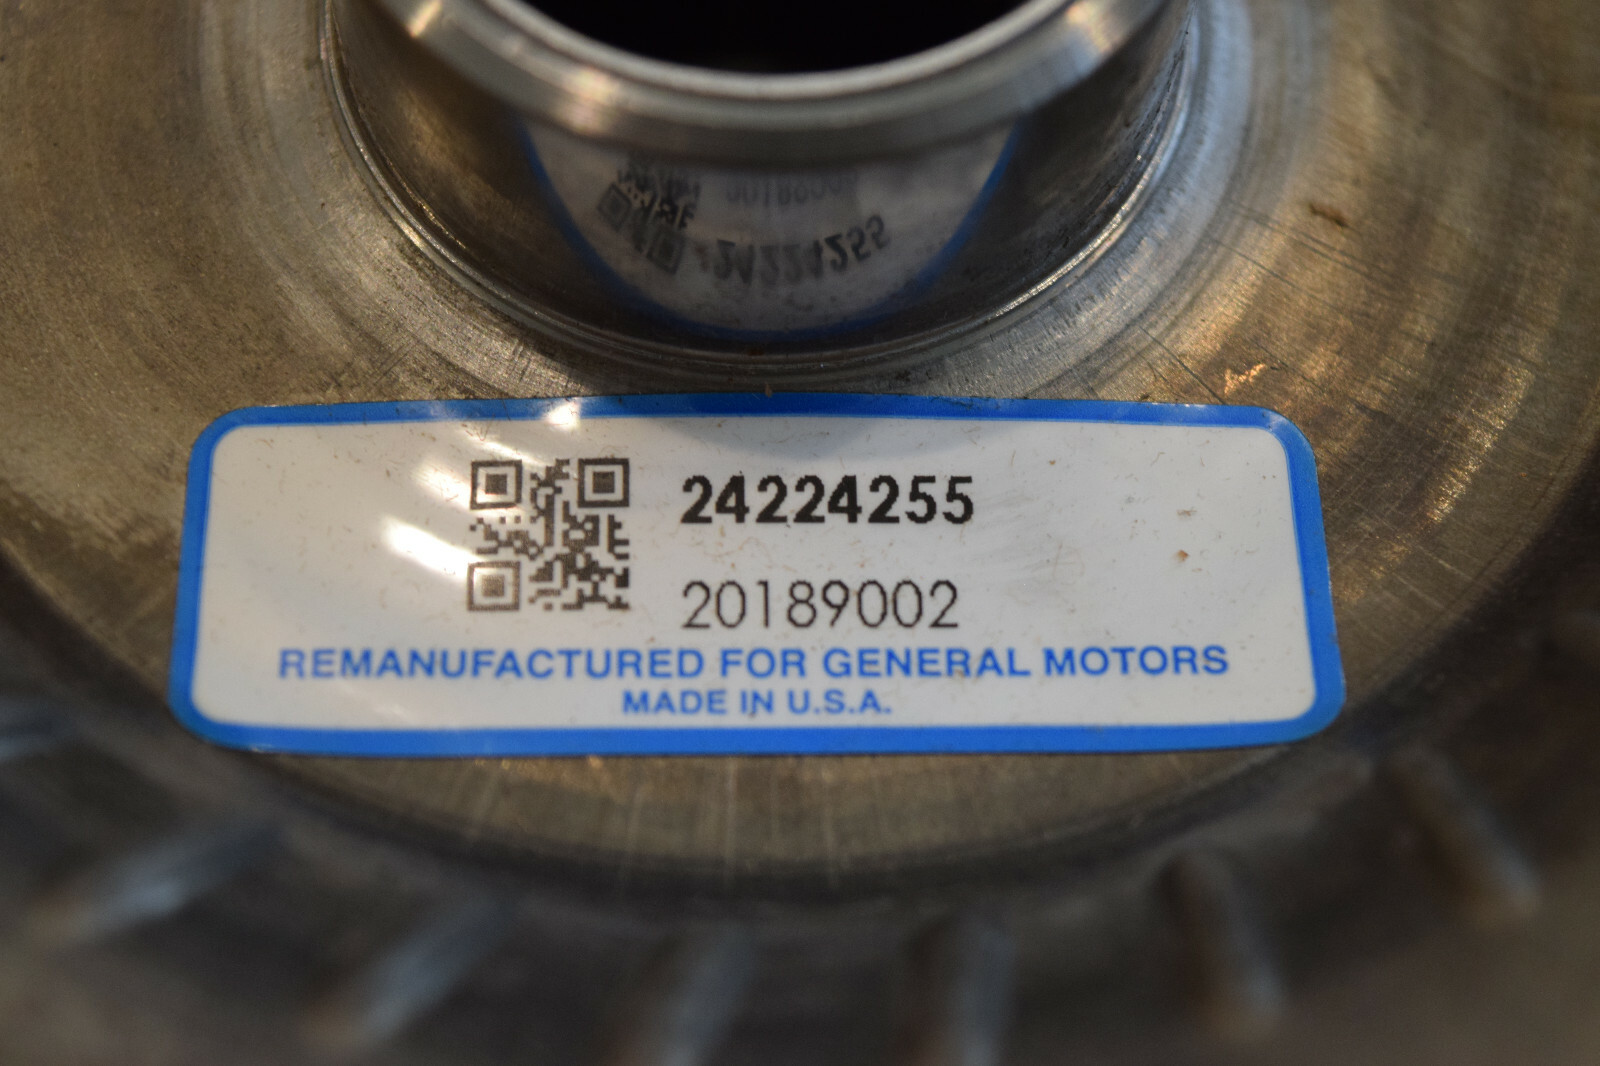 24224255
20189002
REMANUFACTURED FOR GENERAL MOTORS
MADE IN U.S.A.